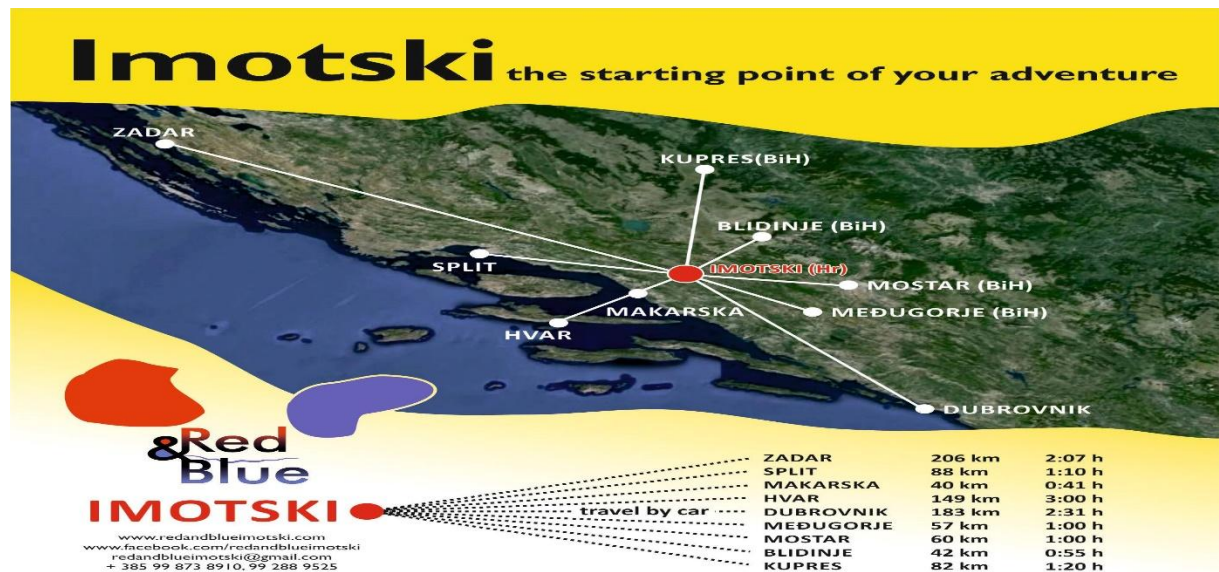 Imotski the starting point of your adventure
ZADAR
KUPRES(BiH)
BLIDINJE (BiH)
SPLIT
IMOTSKI (Hr)
MOSTAR (BiH)
MAKARSKA
MEĐUGORJE (BiH)
HVAR
DUBROVNIK
&Red
Blue
IMOTSKI
www.redandblueimotski.com
www.facebook.com/redandblueimotski
redandblueimotski@gmail.com
+ 385 99 873 8910, 99 288 9525
travel by car
ZADAR 206 km 2:07 h
SPLIT 88 km 1:10 h
MAKARSKA 40 km 0:41 h
HVAR 149 km 3:00 h
DUBROVNIK 183 km 2:31 h
MEĐUGORJE 57 km 1:00 h
MOSTAR 60 km 1:00 h
BLIDINJE 42 km 0:55 h
KUPRES 82 km 1:20 h